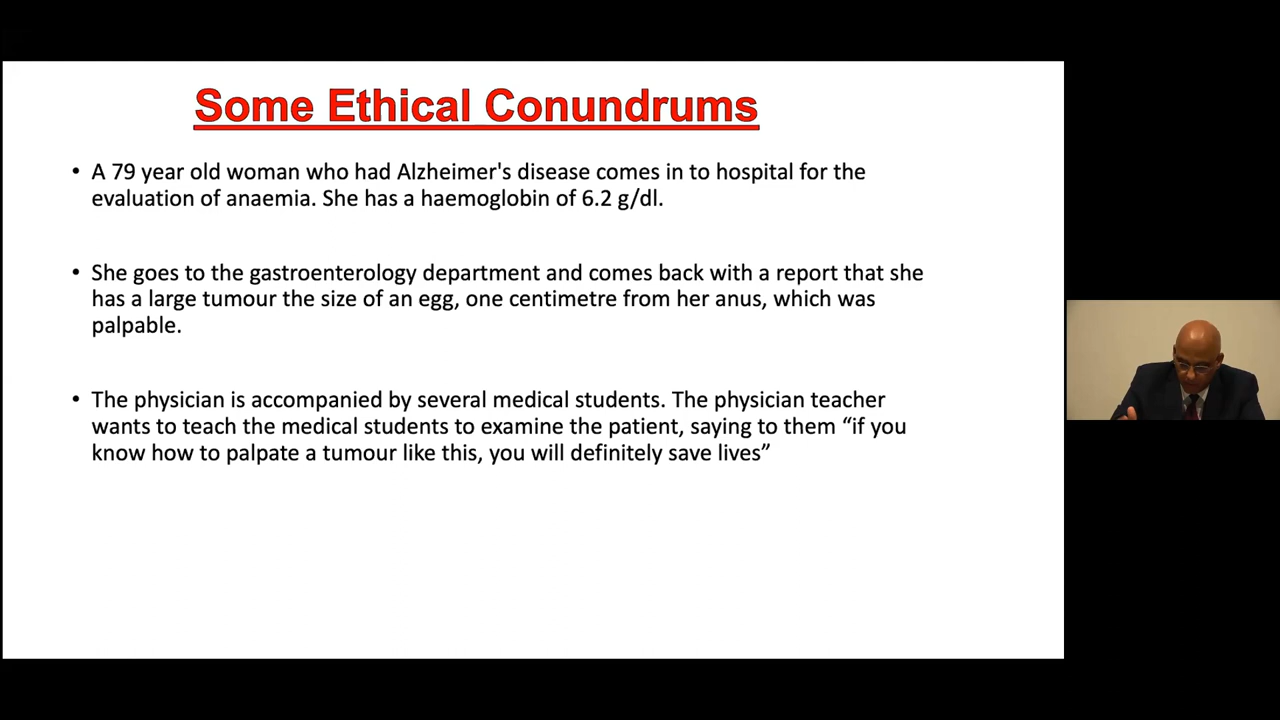 Some Ethical Conundrums
• A 79 year old woman who had Alzheimer's disease comes in to hospital for the
evaluation of anaemia. She has a haemoglobin of 6.2 g/dl.
• She goes to the gastroenterology department and comes back with a report that she
has a large tumour the size of an egg, one centimetre from her anus, which was
palpable.
• The physician is accompanied by several medical students. The physician teacher
wants to teach the medical students to examine the patient, saying to them “if you
know how to palpate a tumour like this, you will definitely save lives”